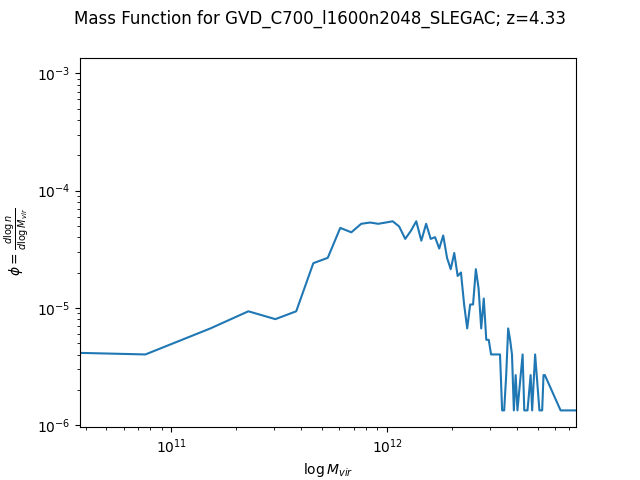 Mass Function for GVD_C700_l1600n2048_SLEGAC; z=4.33
10⁻³
10⁻⁴
10⁻⁵
10⁻⁶
ϕ = d log n / d log M_vir
10¹¹
10¹²
log M_vir